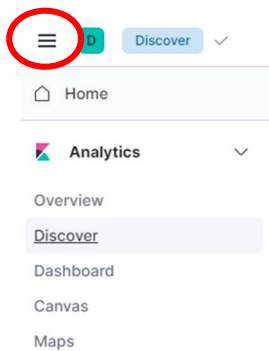 D Discover
Home
Analytics
Overview
Discover
Dashboard
Canvas
Maps